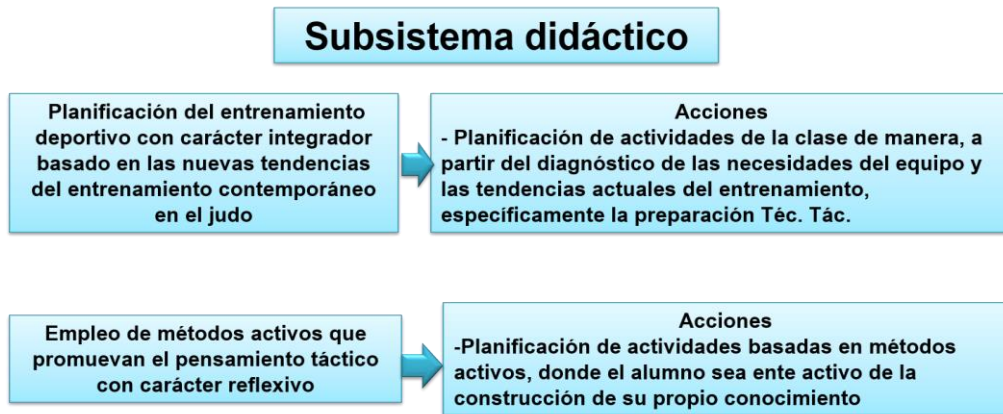 Subsistema didáctico
Planificación del entrenamiento
deportivo con carácter integrador
basado en las nuevas tendencias
del entrenamiento contemporáneo
en el judo
Acciones
- Planificación de actividades de la clase de manera, a
partir del diagnóstico de las necesidades del equipo y
las tendencias actuales del entrenamiento,
específicamente la preparación Téc. Tác.
Empleo de métodos activos que
promuevan el pensamiento táctico
con carácter reflexivo
Acciones
-Planificación de actividades basadas en métodos
activos, donde el alumno sea ente activo de la
construcción de su propio conocimiento